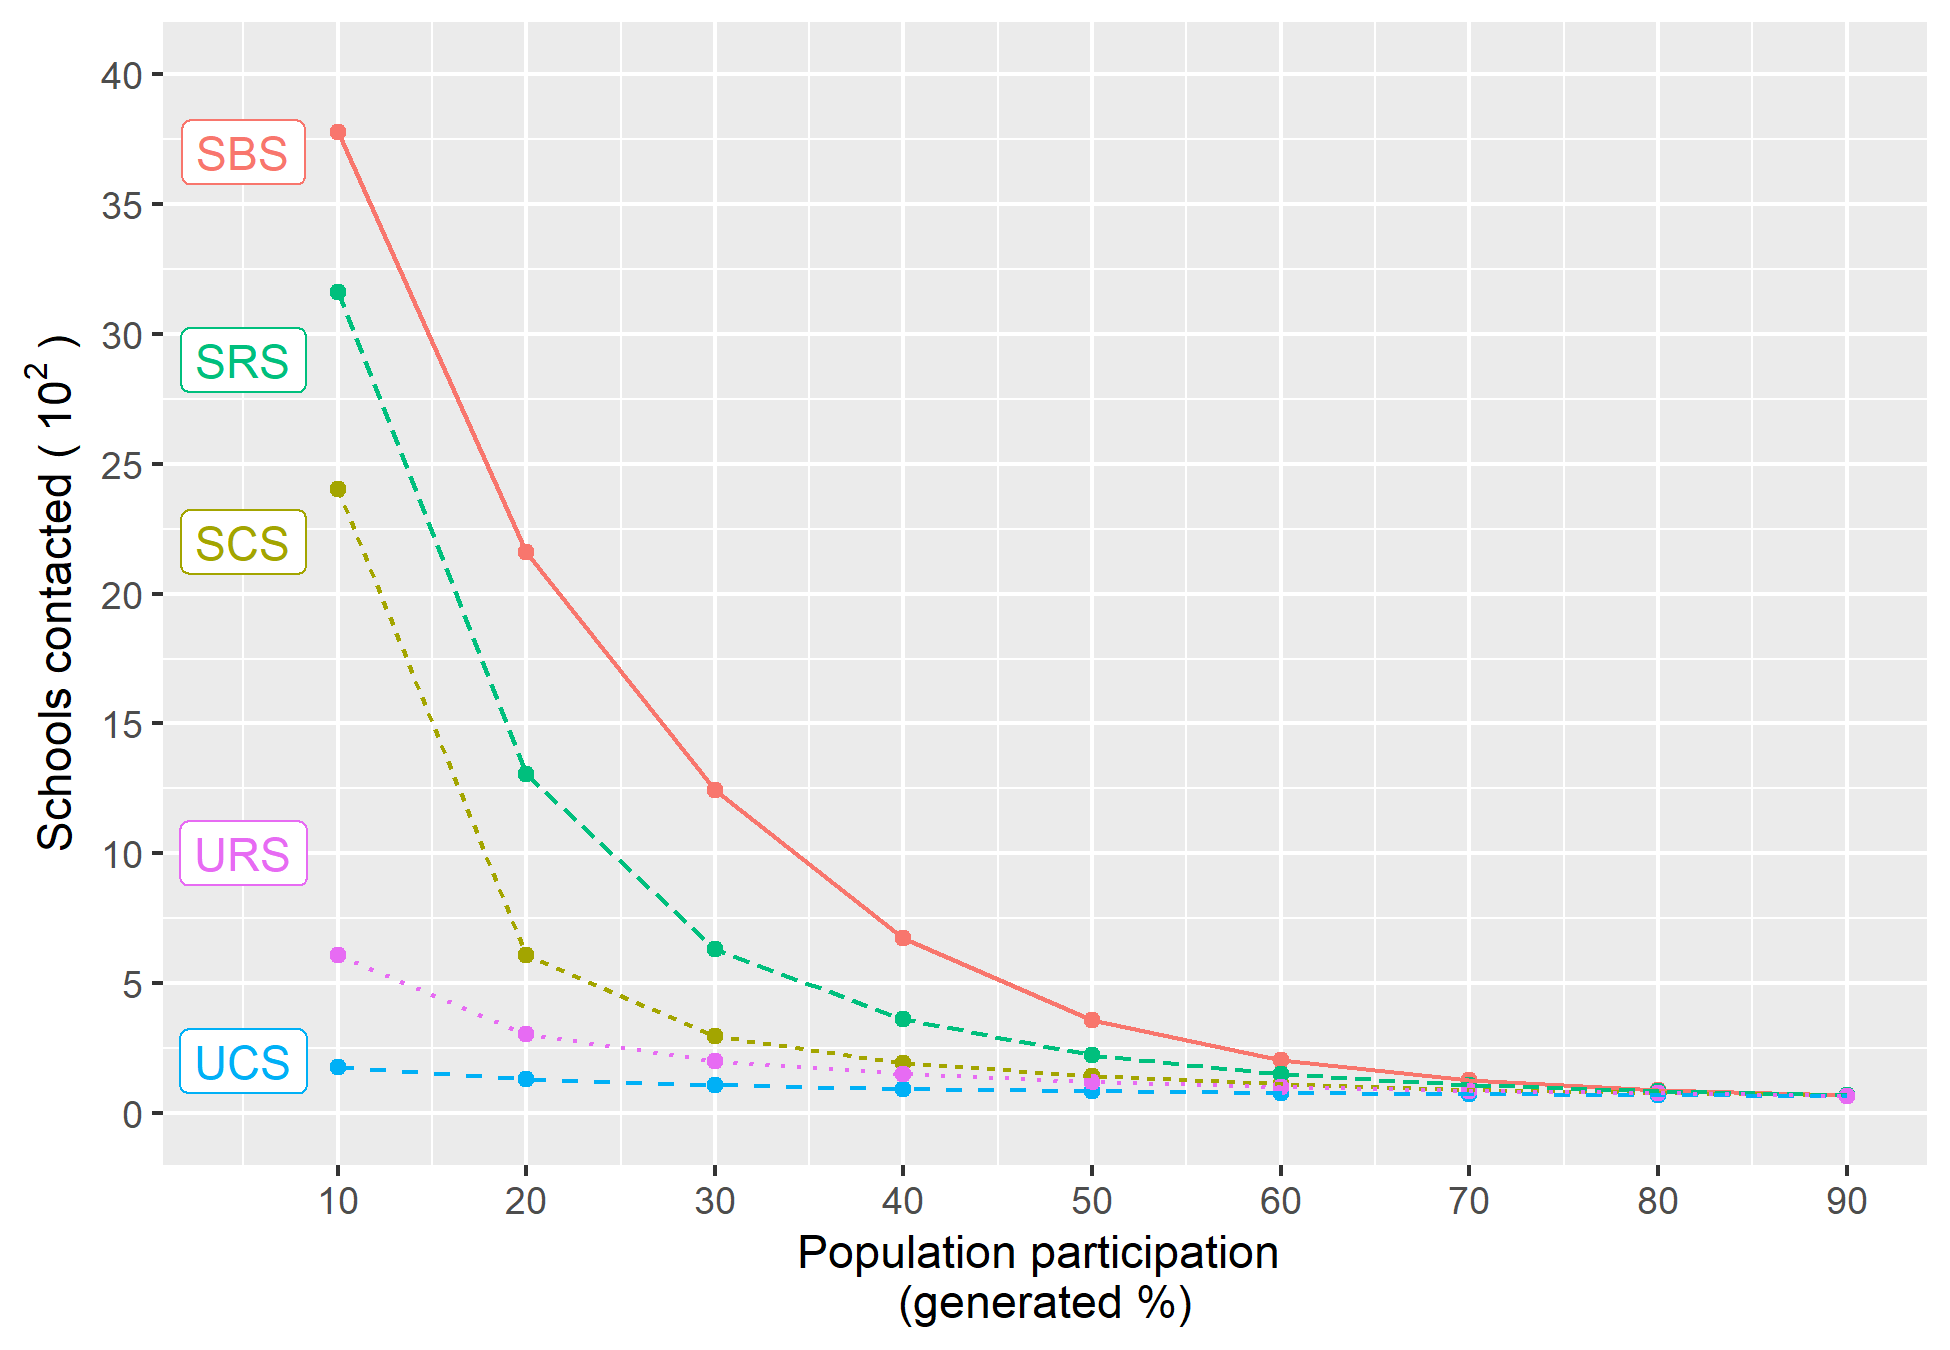 40
35
30
25
20
15
10
5
0
Schools contacted ( 10² )
SBS
SRS
SCS
URS
UCS
10 20 30 40 50 60 70 80 90
Population participation
(generated %)